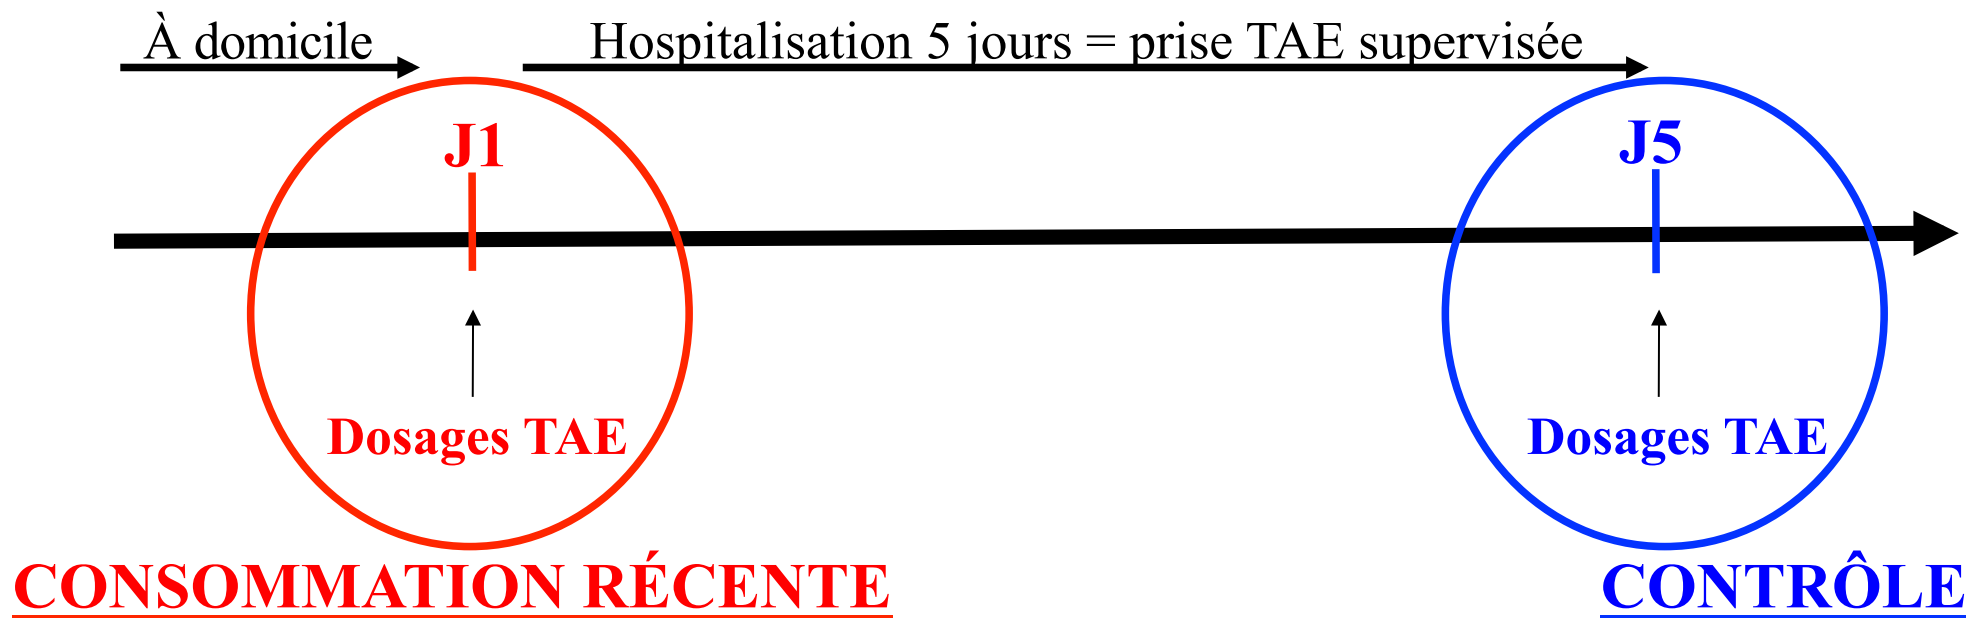 À domicile
Hospitalisation 5 jours = prise TAE supervisée
J1
J5
Dosages TAE
Dosages TAE
CONSOMMATION RÉCENTE
CONTRÔLE